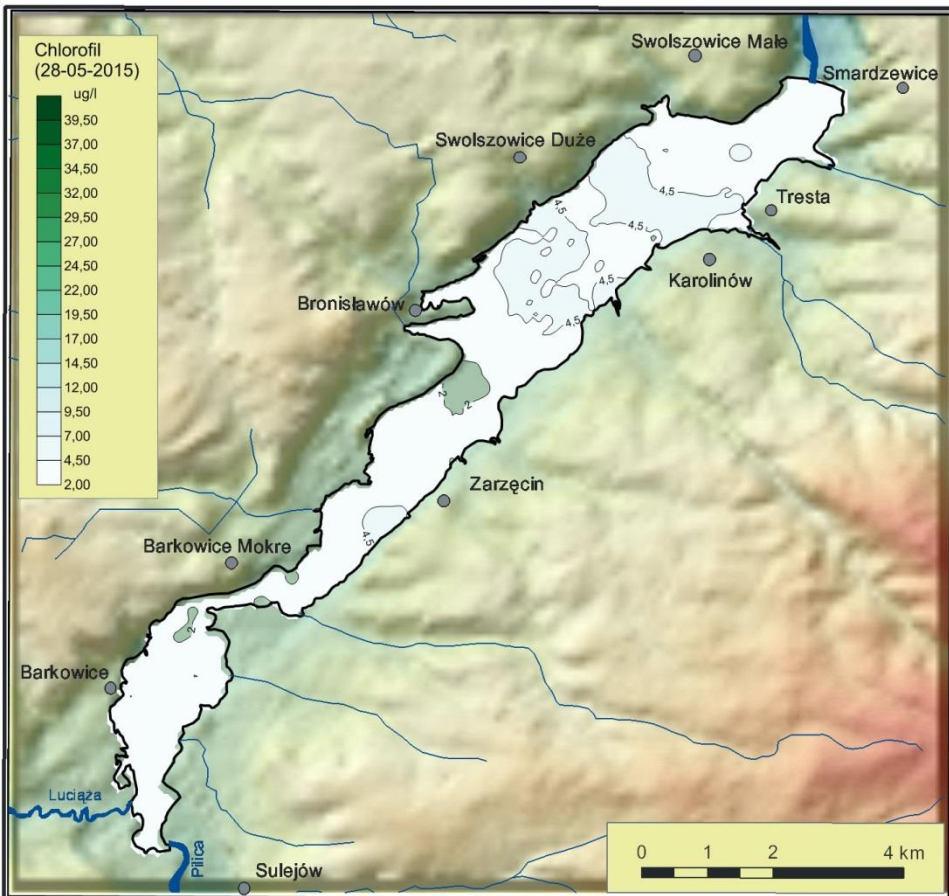 Chlorofil
(28-05-2015)
ug/l
39,50
37,00
34,50
32,00
29,50
27,00
24,50
22,00
19,50
17,00
14,50
12,00
9,50
7,00
4,50
2,00
Swolszowice Małe
Smardzewice
Swolszowice Duże
4,5
4,5
Tresta
4,5
Karolinów
4,5
Bronisławów
4,5
2
2
Zarzęcin
4,5
Barkowice Mokre
2
Barkowice
Luciąża
Pilica
Sulejów
0 1 2 4 km